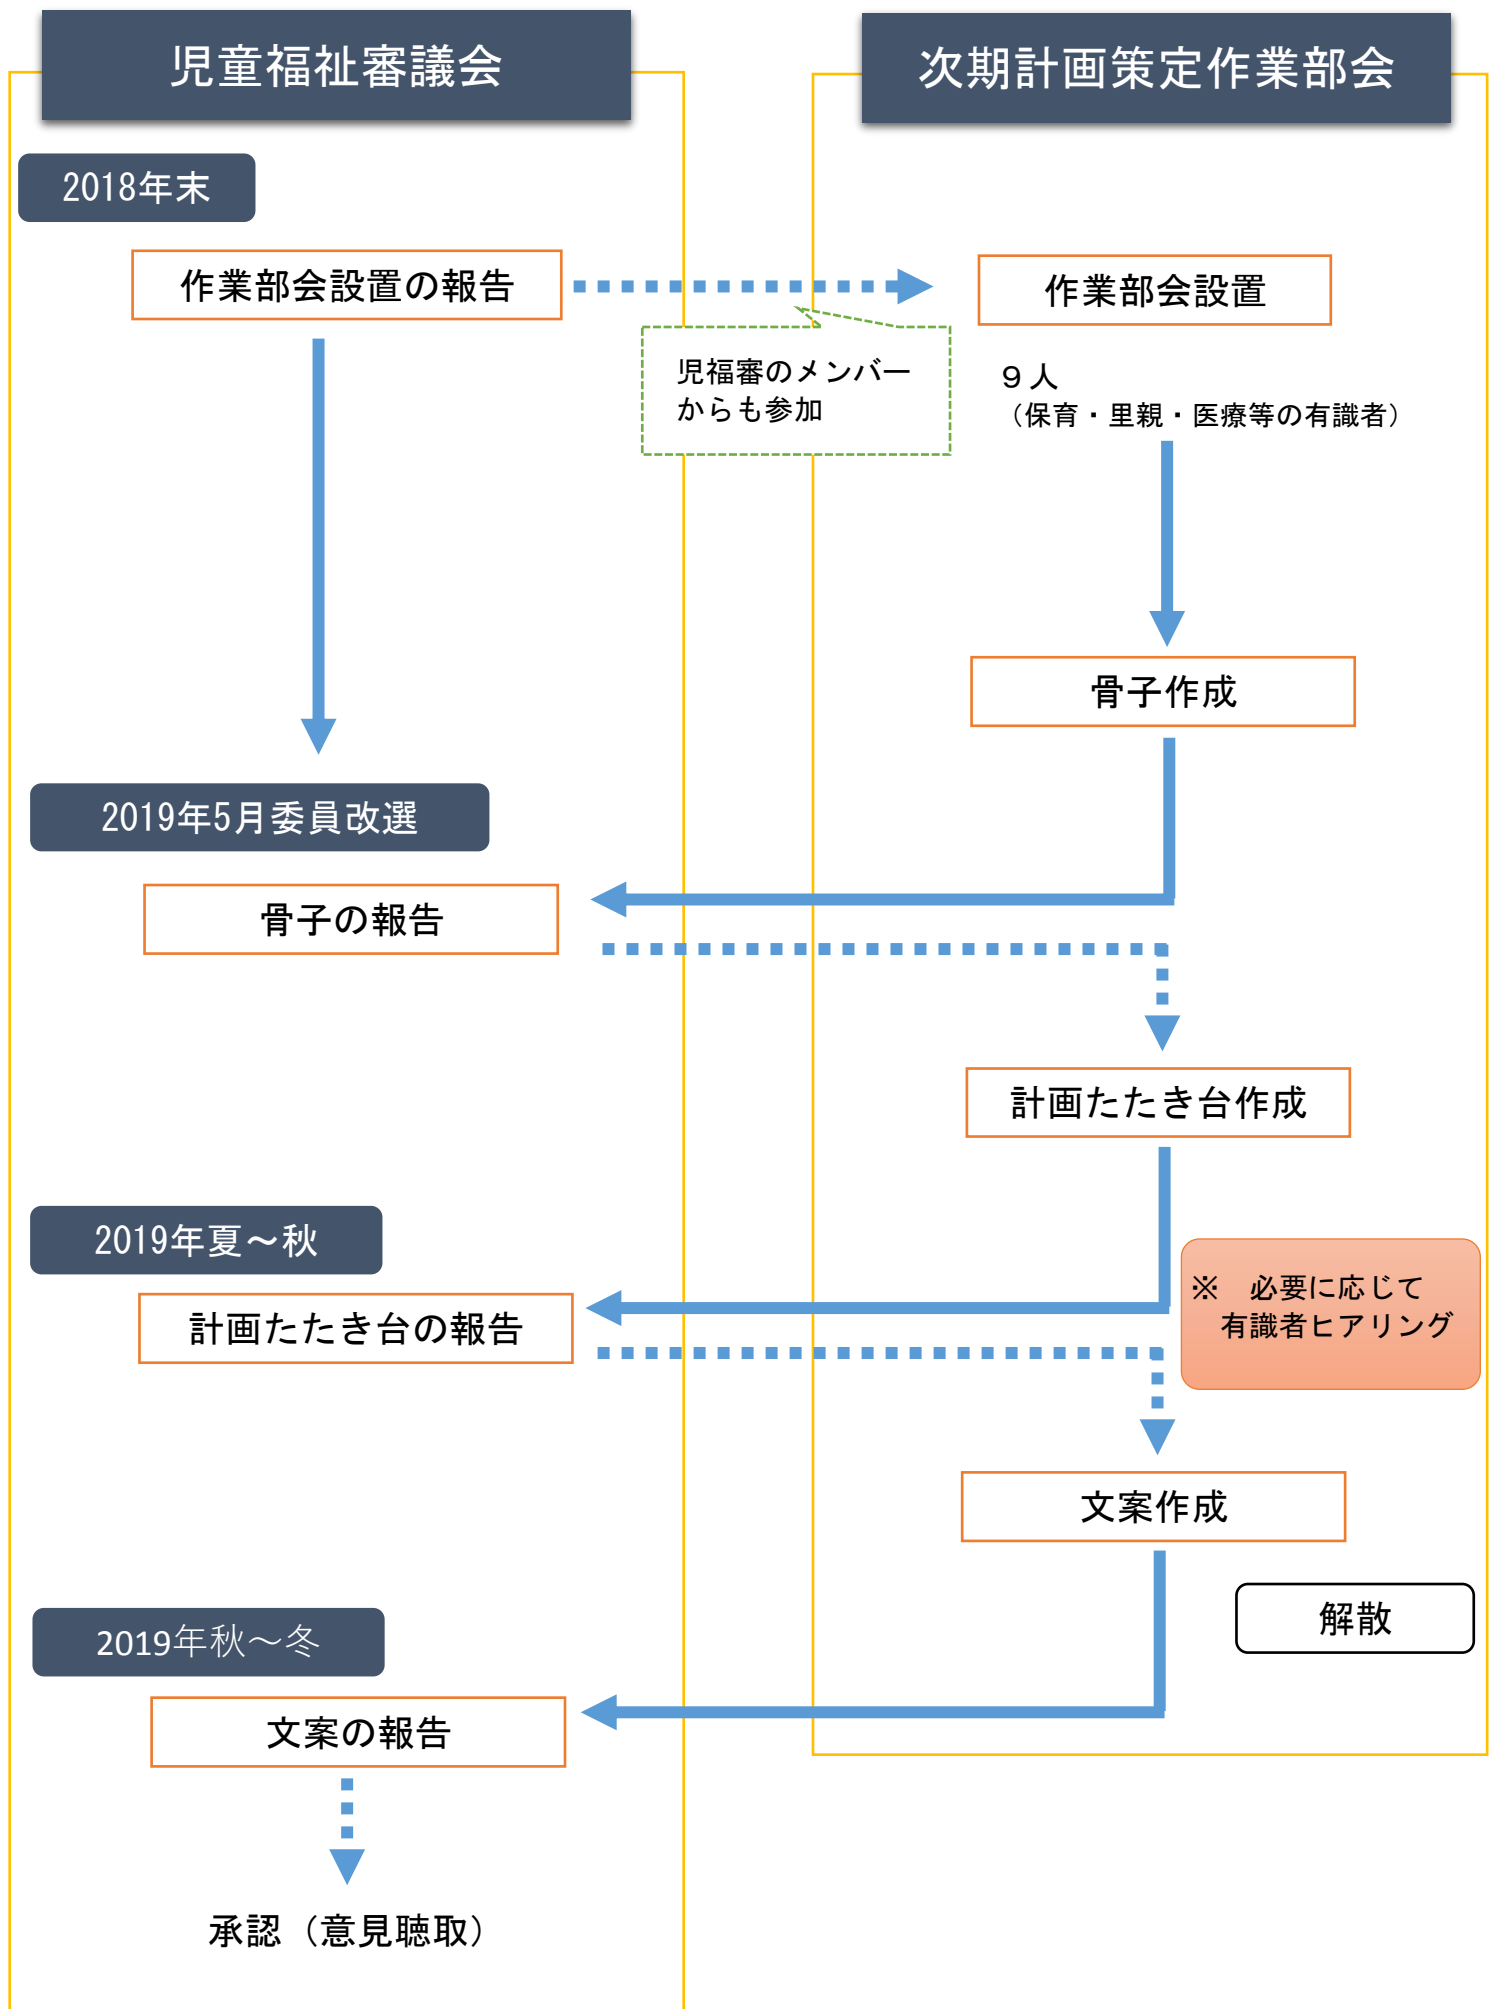 児童福祉審議会
次期計画策定作業部会
2018年末
作業部会設置の報告
作業部会設置
児福審のメンバー
からも参加
９人
（保育・里親・医療等の有識者）
骨子作成
2019年5月委員改選
骨子の報告
計画たたき台作成
2019年夏～秋
計画たたき台の報告
※　必要に応じて
有識者ヒアリング
文案作成
解散
2019年秋～冬
文案の報告
承認（意見聴取）